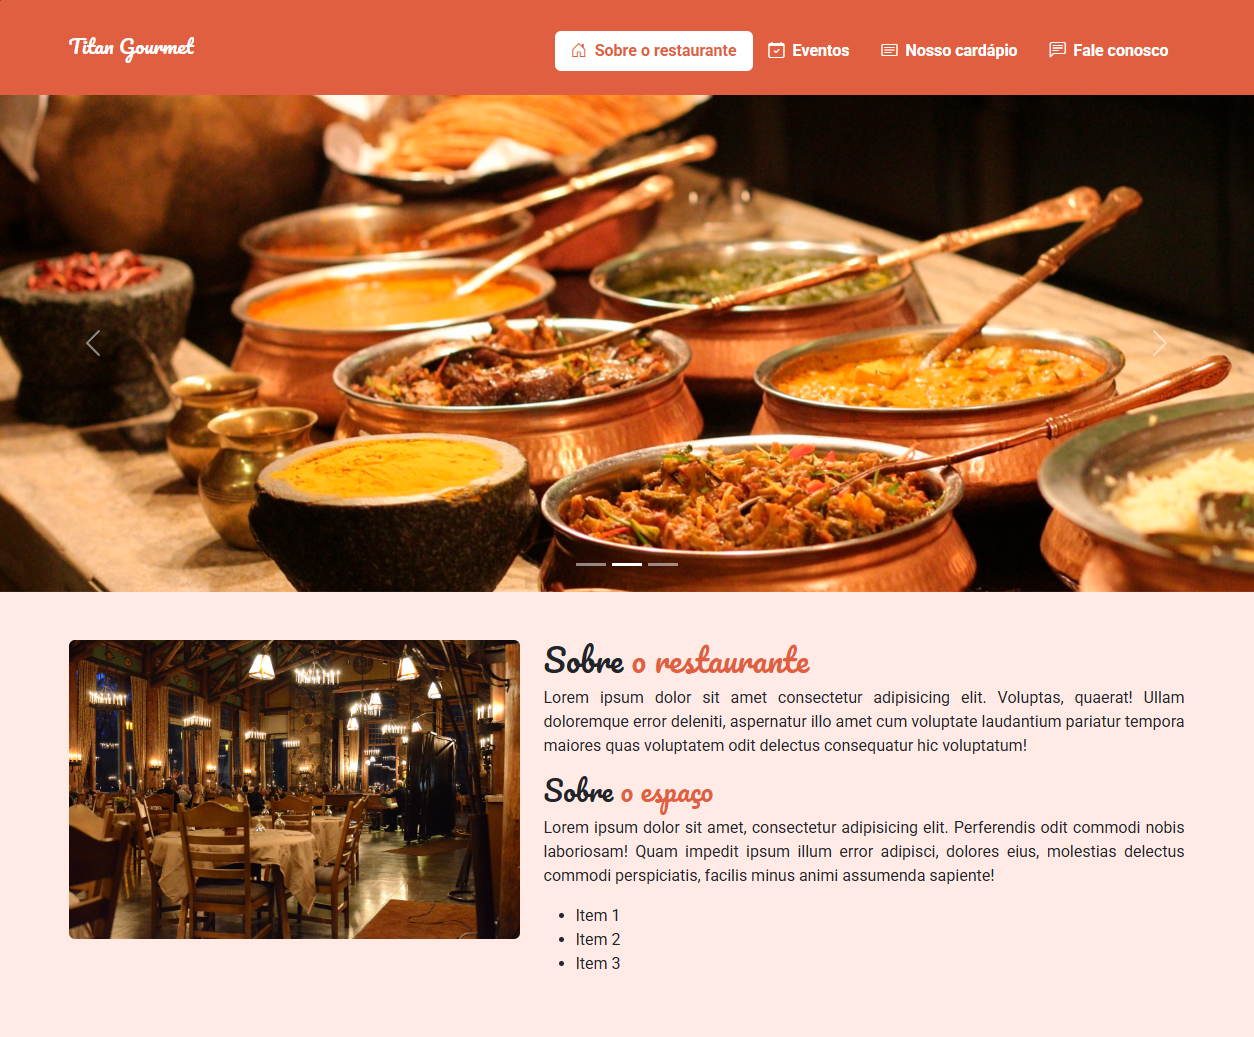 Titan Gourmet
Sobre o restaurante
Eventos
Nosso cardápio
Fale conosco
Sobre o restaurante
Lorem ipsum dolor sit amet consectetur adipisicing elit. Voluptas, quaerat! Ullam
doloremque error deleniti, aspernatur illo amet cum voluptate laudantium pariatur tempora
maiores quas voluptatem odit delectus consequatur hic voluptatum!
Sobre o espaço
Lorem ipsum dolor sit amet, consectetur adipisicing elit. Perferendis odit commodi nobis
laboriosam! Quam impedit ipsum illum error adipisci, dolores eius, molestias delectus
commodi perspiciatis, facilis minus animi assumenda sapiente!
Item 1
Item 2
Item 3